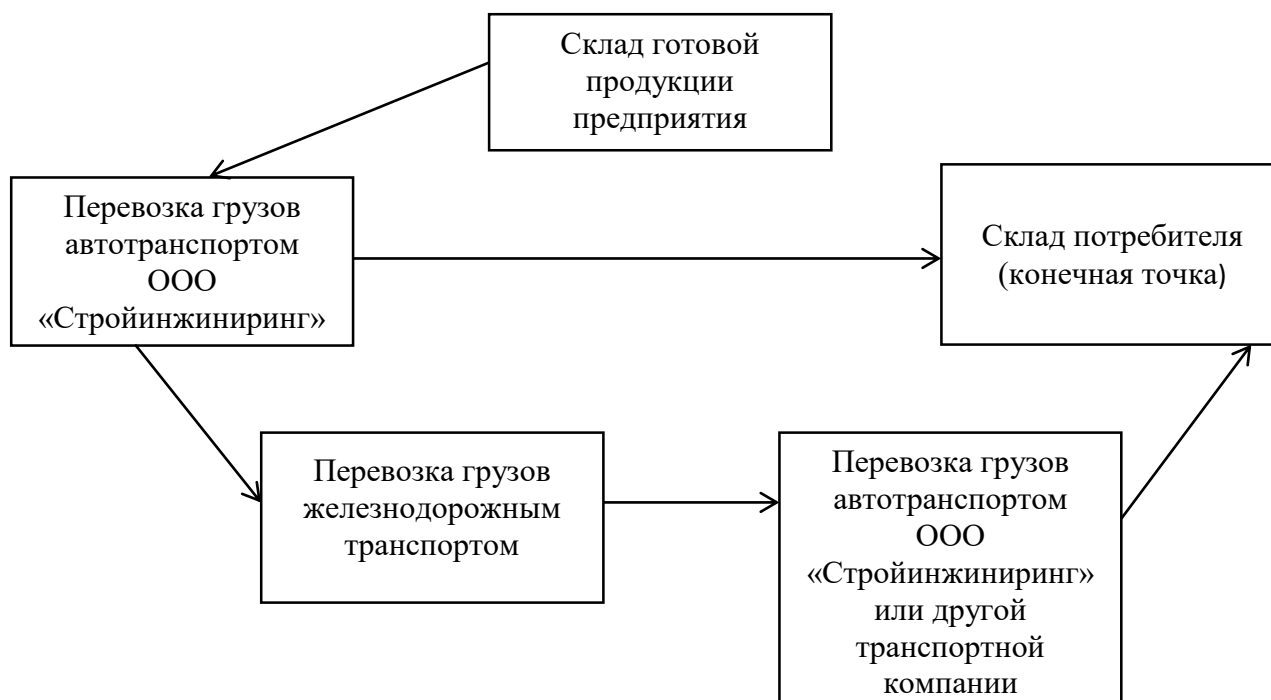 Склад готовой
продукции
предприятия
Перевозка грузов
автотранспортом
ООО
«Стройинжиниринг»
Склад потребителя
(конечная точка)
Перевозка грузов
железнодорожным
транспортом
Перевозка грузов
автотранспортом
ООО
«Стройинжиниринг»
или другой
транспортной
компании